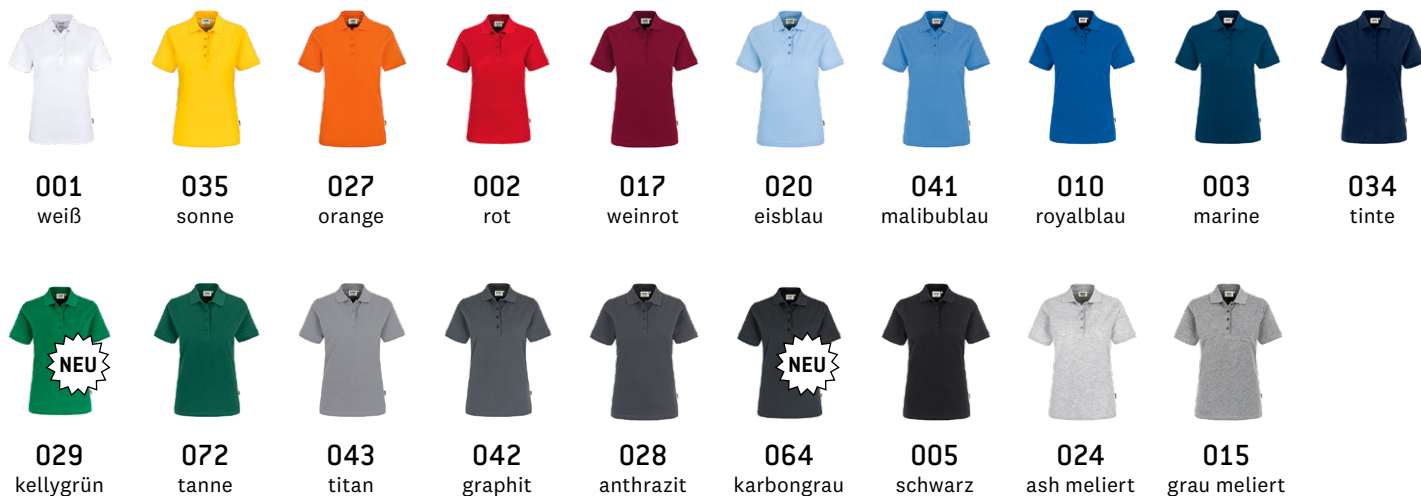 001 035 027 002 017 020 041 010 003 034
weiß sonne orange rot weinrot eisblau malibublau royalblau marine tinte
NEU NEU
029 072 043 042 028 064 005 024 015
kellygrün tanne titan graphit anthrazit karbongrau schwarz ash meliert grau meliert